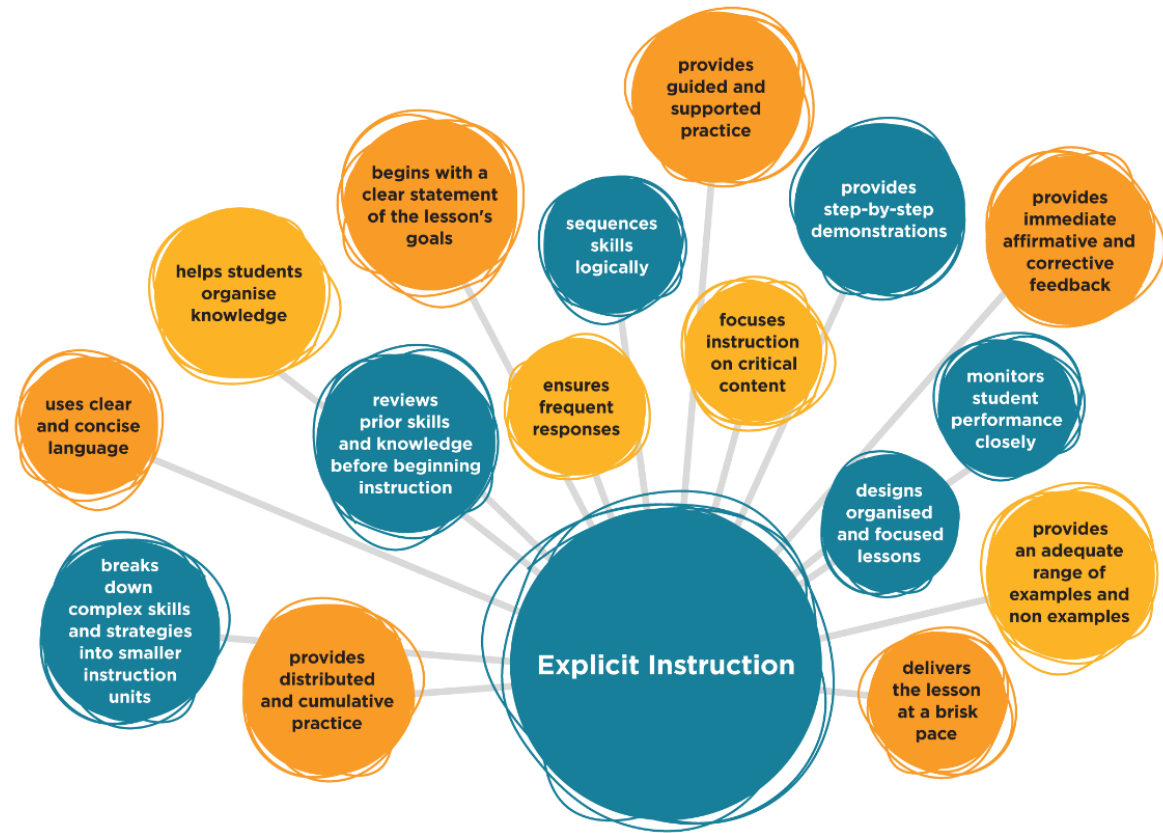 provides
guided and
supported
practice
begins with a
clear statement
of the lesson's
goals
sequences
skills
logically
provides
step-by-step
demonstrations
provides
immediate
affirmative and
corrective
feedback
helps students
organise
knowledge
focuses
instruction
on critical
content
uses clear
and concise
language
reviews
prior skills
and knowledge
before beginning
instruction
ensures
frequent
responses
monitors
student
performance
closely
designs
organised
and focused
lessons
provides
an adequate
range of
examples and
non examples
breaks
down
complex skills
and strategies
into smaller
instruction
units
provides
distributed
and cumulative
practice
Explicit Instruction
delivers
the lesson
at a brisk
pace